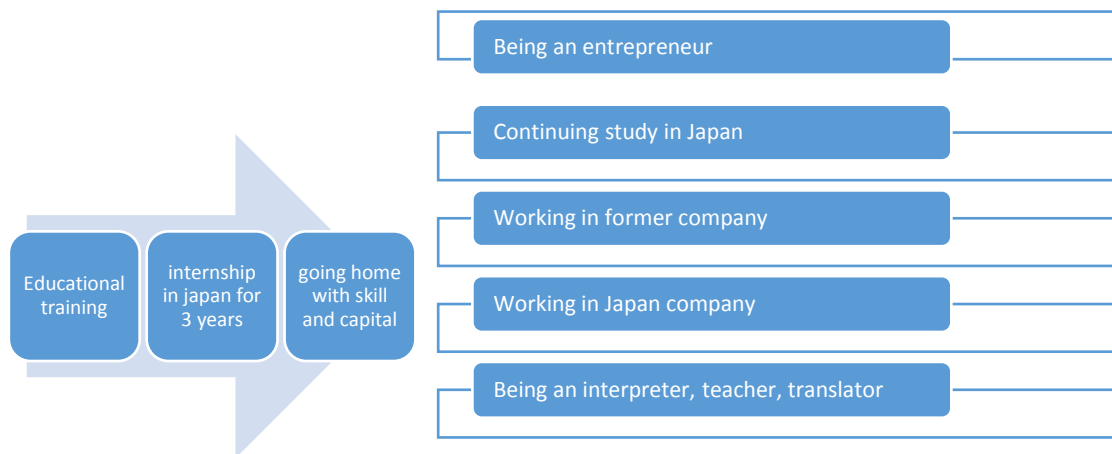 Educational
training
internship
in japan for
3 years
going home
with skill
and capital
Being an entrepreneur
Continuing study in Japan
Working in former company
Working in Japan company
Being an interpreter, teacher, translator